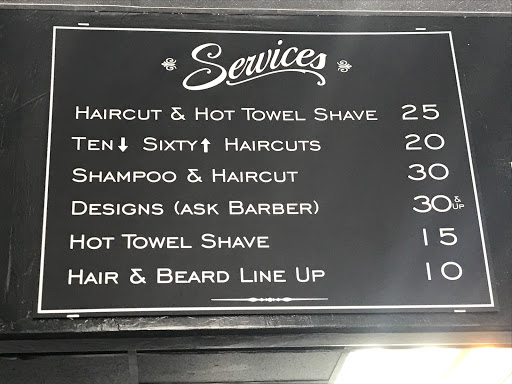 Services
Haircut & Hot Towel Shave 25
Ten⬇ Sixty⬆ Haircuts 20
Shampoo & Haircut 30
Designs (ask Barber) 30 & Up
Hot Towel Shave 15
Hair & Beard Line Up 10